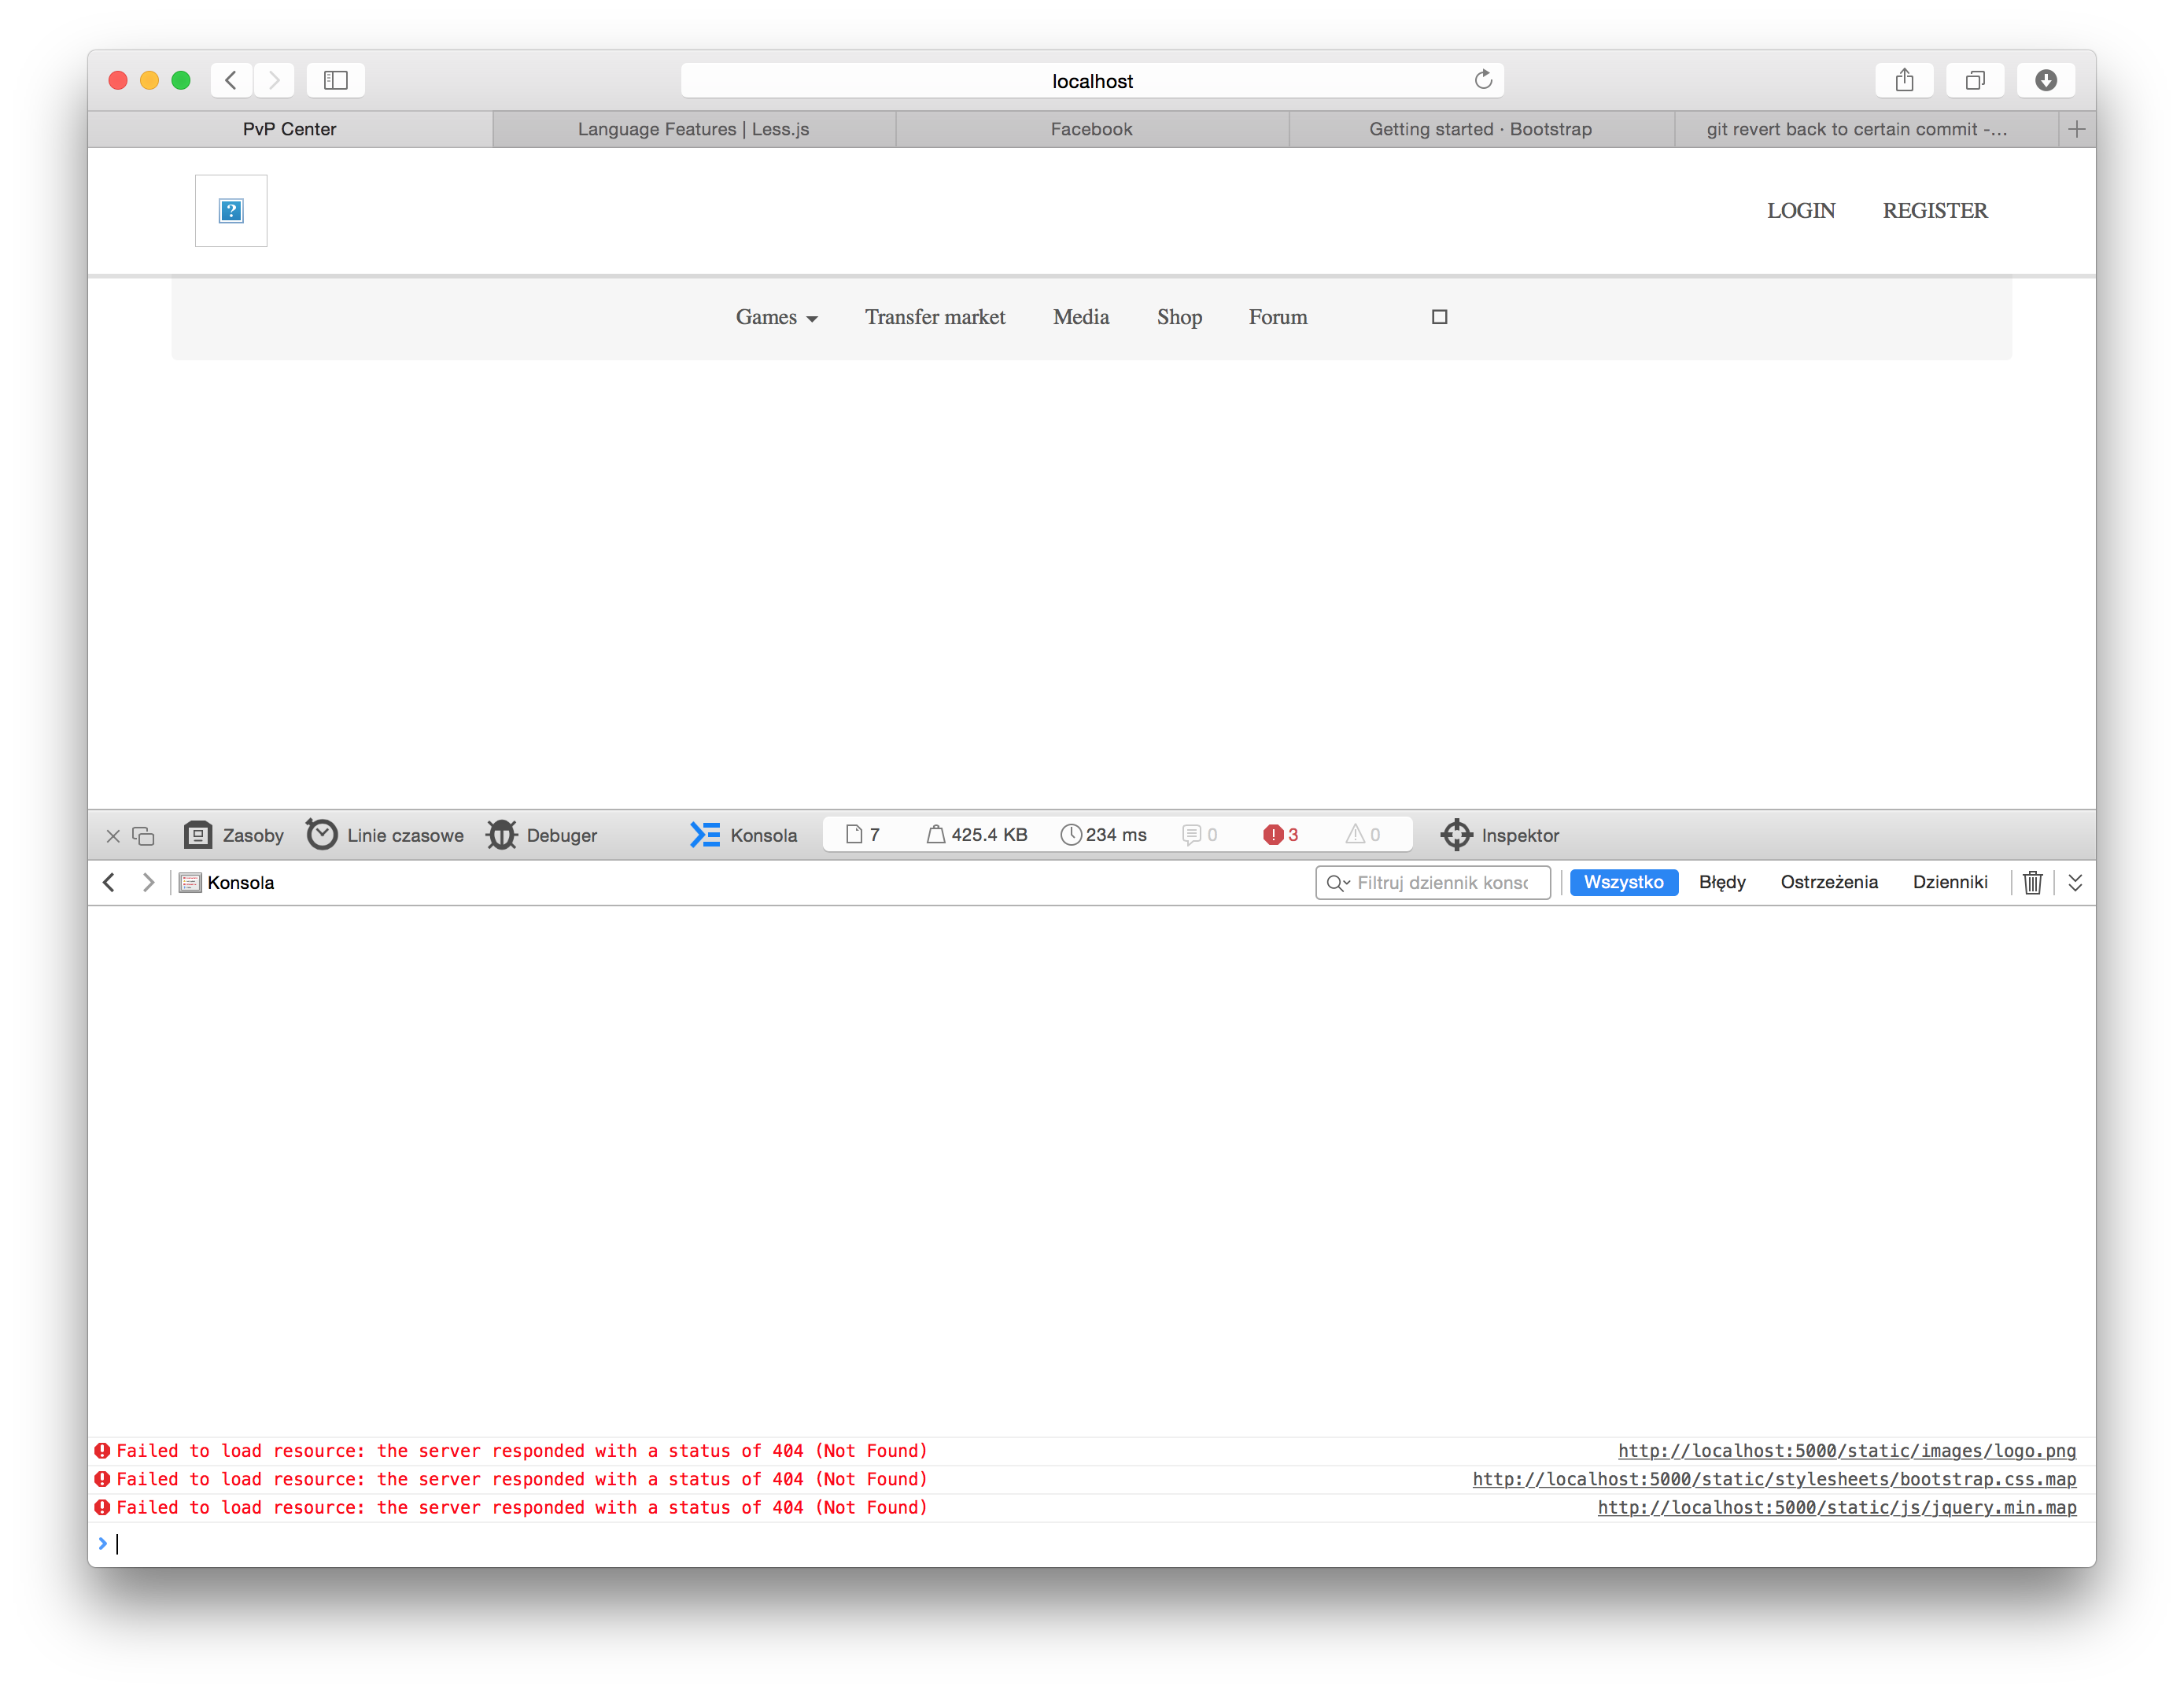 localhost
PvP Center
Language Features | Less.js
Facebook
Getting started · Bootstrap
git revert back to certain commit -...
?
LOGIN
REGISTER
Games
Transfer market
Media
Shop
Forum
Zasoby
Linie czasowe
Debuger
Konsola
7
425.4 KB
234 ms
0
3
0
Inspektor
Konsola
Filtruj dziennik konsc
Wszystko
Błędy
Ostrzeżenia
Dzienniki
Failed to load resource: the server responded with a status of 404 (Not Found)
http://localhost:5000/static/images/logo.png
Failed to load resource: the server responded with a status of 404 (Not Found)
http://localhost:5000/static/stylesheets/bootstrap.css.map
Failed to load resource: the server responded with a status of 404 (Not Found)
http://localhost:5000/static/js/jquery.min.map